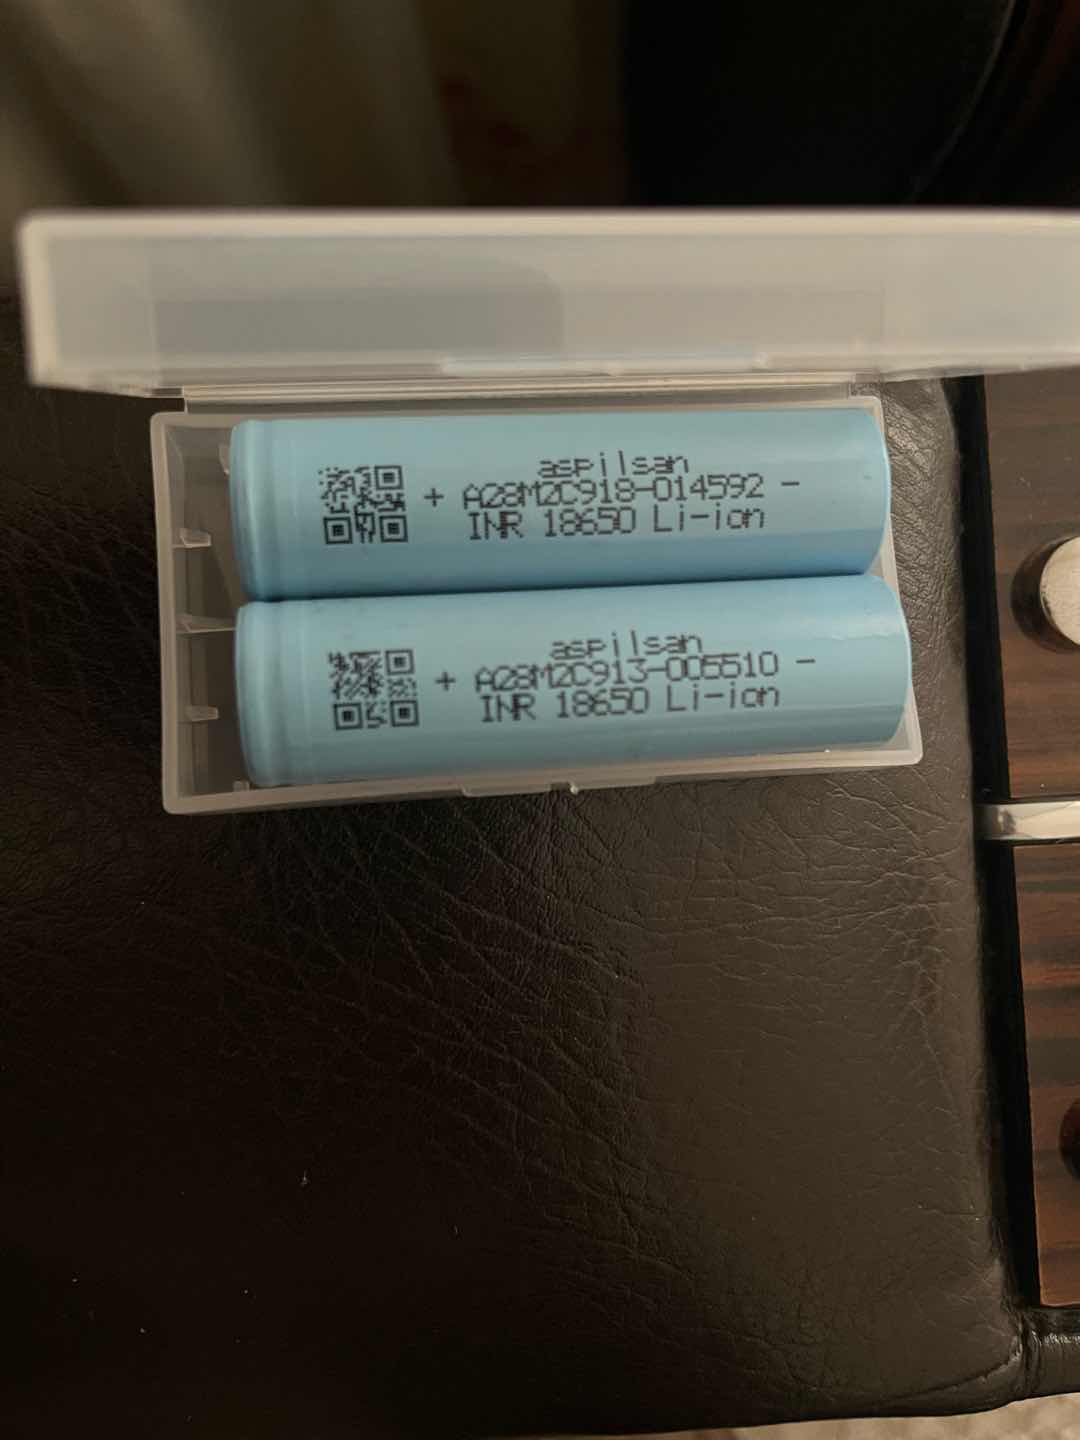 aspilsan
+ A28M2C918-014592 -
INR 18650 Li-ion
aspilsan
+ A28M2C913-005510 -
INR 18650 Li-ion